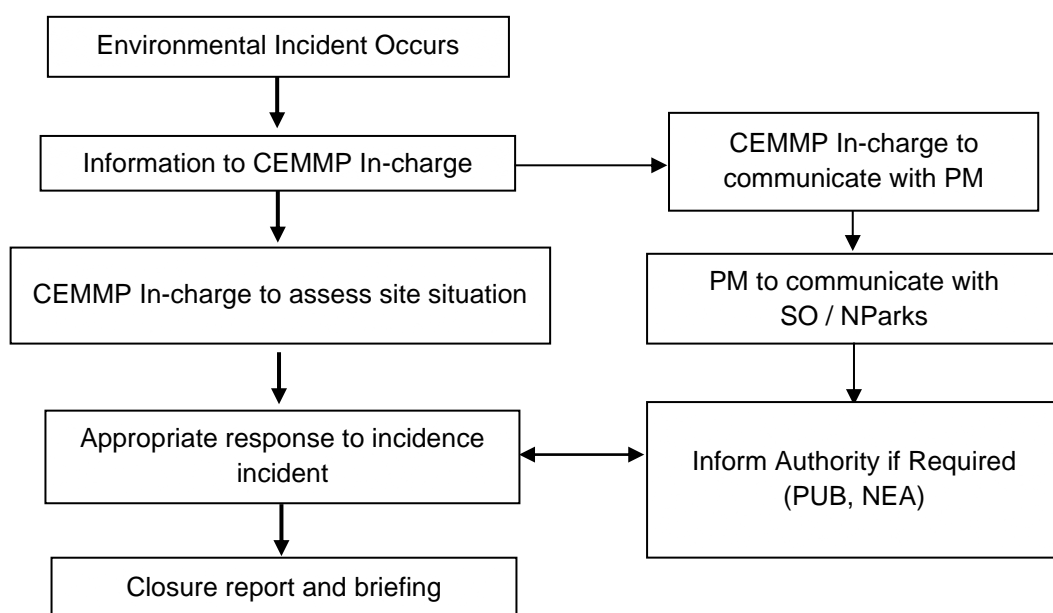 Environmental Incident Occurs
Information to CEMMP In-charge
CEMMP In-charge to
communicate with PM
CEMMP In-charge to assess site situation
PM to communicate with
SO / NParks
Appropriate response to incidence
incident
Inform Authority if Required
(PUB, NEA)
Closure report and briefing